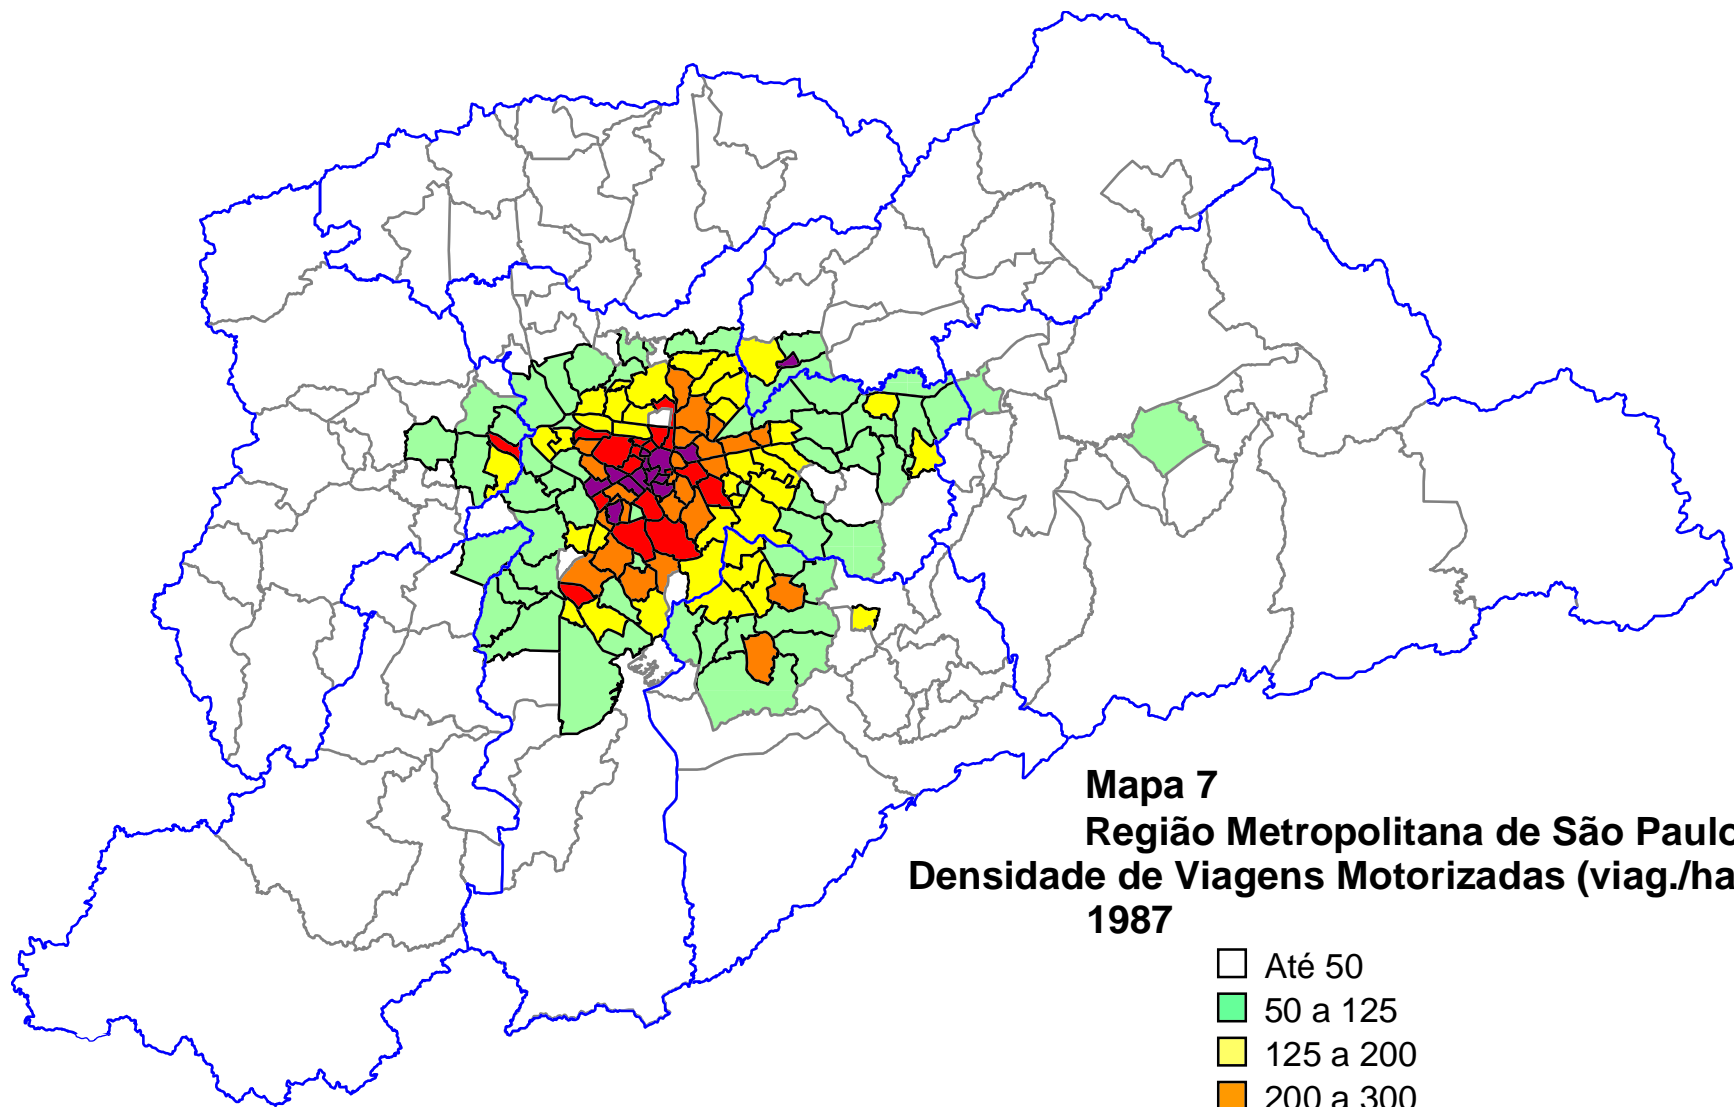 Mapa 7
Região Metropolitana de São Paulo
Densidade de Viagens Motorizadas (viag./ha
1987
Até 50
50 a 125
125 a 200
200 a 300